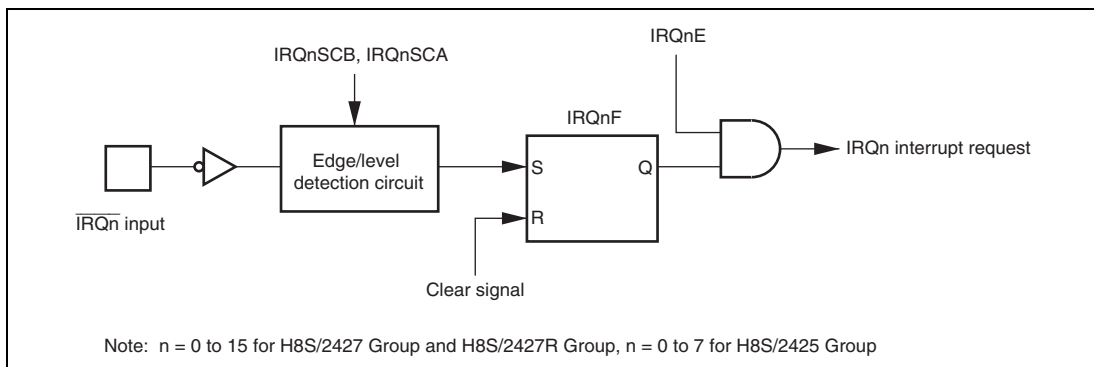 IRQnE
IRQnSCB, IRQnSCA
IRQnF
Edge/level
detection circuit
S
Q
R
IRQn interrupt request
I̅R̅Q̅n̅ input
Clear signal
Note: n = 0 to 15 for H8S/2427 Group and H8S/2427R Group, n = 0 to 7 for H8S/2425 Group